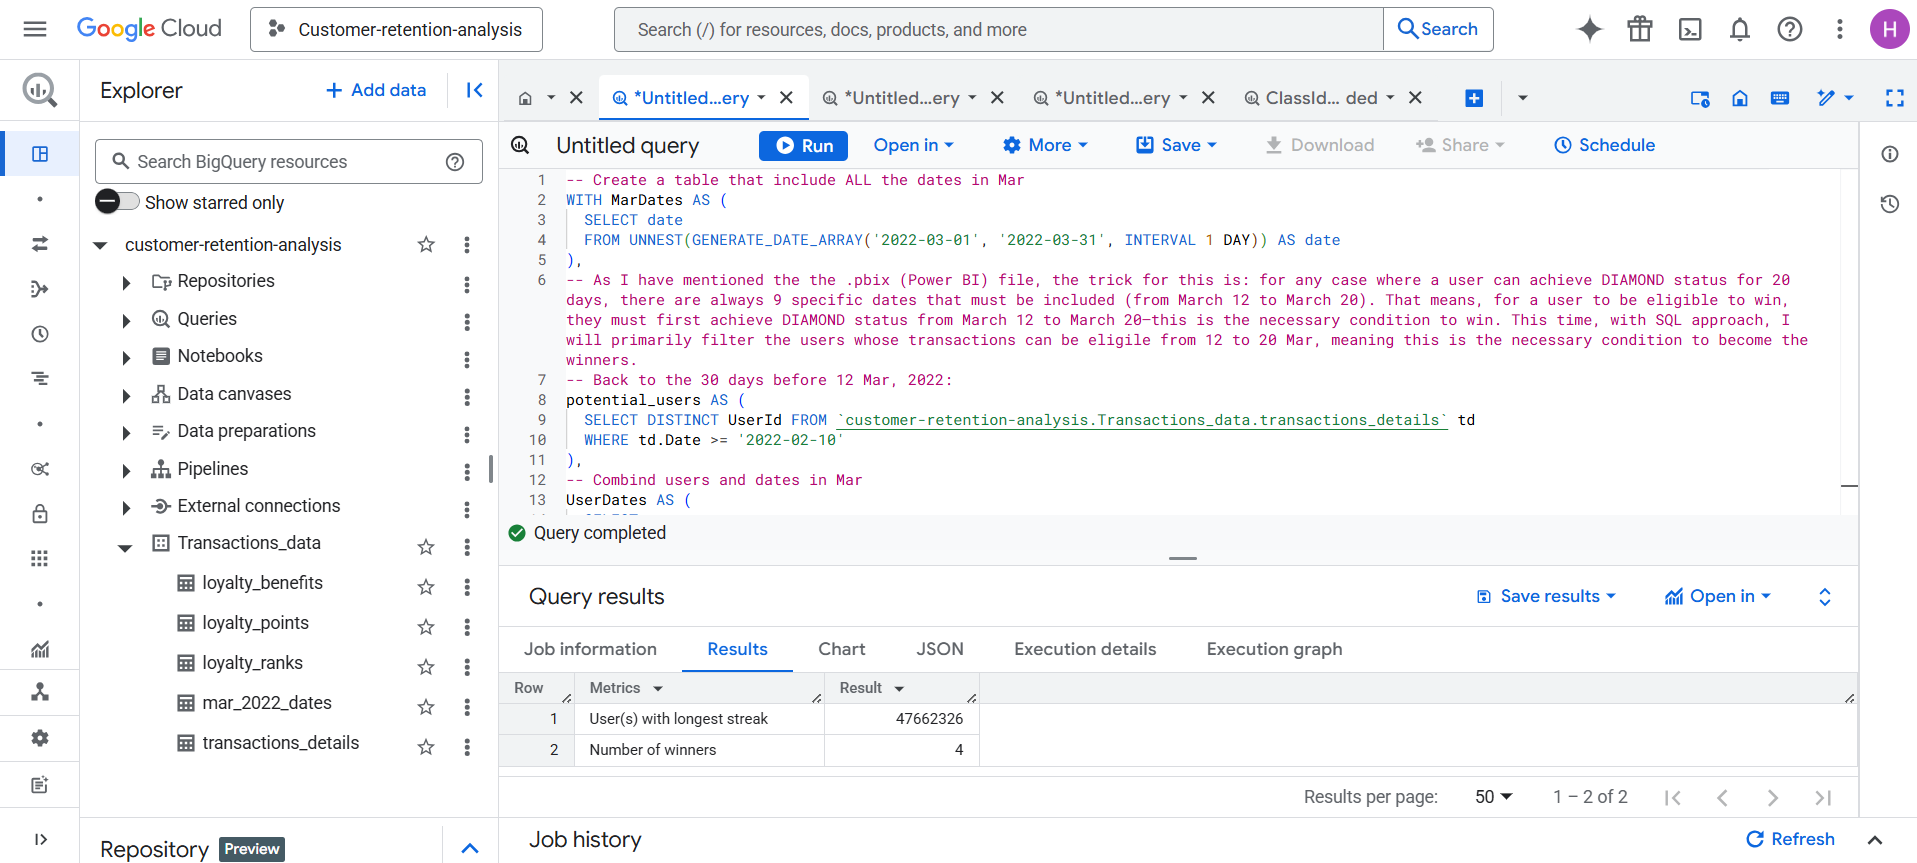 Google Cloud
Customer-retention-analysis
Search (/) for resources, docs, products, and more
Search
H
Explorer
Add data
*Untitled...ery
*Untitled...ery
*Untitled...ery
ClassId... ded
Search BigQuery resources
Show starred only
Untitled query
Run
Open in
More
Save
Download
Share
Schedule
customer-retention-analysis
Repositories
Queries
Notebooks
Data canvases
Data preparations
Pipelines
External connections
Transactions_data
loyalty_benefits
loyalty_points
loyalty_ranks
mar_2022_dates
transactions_details
Repository Preview
1 -- Create a table that include ALL the dates in Mar
2 WITH MarDates AS (
3 SELECT date
4 FROM UNNEST(GENERATE_DATE_ARRAY('2022-03-01', '2022-03-31', INTERVAL 1 DAY)) AS date
5 ),
6 -- As I have mentioned the the .pbix (Power BI) file, the trick for this is: for any case where a user can achieve DIAMOND status for 20
days, there are always 9 specific dates that must be included (from March 12 to March 20). That means, for a user to be eligible to win,
they must first achieve DIAMOND status from March 12 to March 20—this is the necessary condition to win. This time, with SQL approach, I
will primarily filter the users whose transactions can be eligile from 12 to 20 Mar, meaning this is the necessary condition to become the
winners.
7 -- Back to the 30 days before 12 Mar, 2022:
8 potential_users AS (
9 SELECT DISTINCT UserId FROM `customer-retention-analysis.Transactions_data.transactions_details` td
10 WHERE td.Date >= '2022-02-10'
11 ),
12 -- Combind users and dates in Mar
13 UserDates AS (
Query completed
Query results
Save results
Open in
Job information
Results
Chart
JSON
Execution details
Execution graph
Row Metrics Result
1 User(s) with longest streak 47662326
2 Number of winners 4
Results per page: 50 1 – 2 of 2
Job history
Refresh